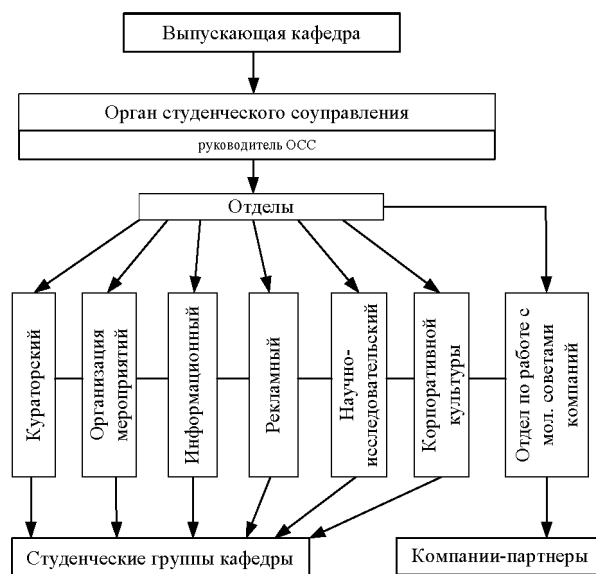 Выпускающая кафедра
Орган студенческого соуправления
руководитель ОСС
Отделы
Кураторский
Организация
мероприятий
Информационный
Рекламный
Научно-
исследовательский
Корпоративной
культуры
Отдел по работе с
мол. советами
компаний
Студенческие группы кафедры
Компании-партнеры